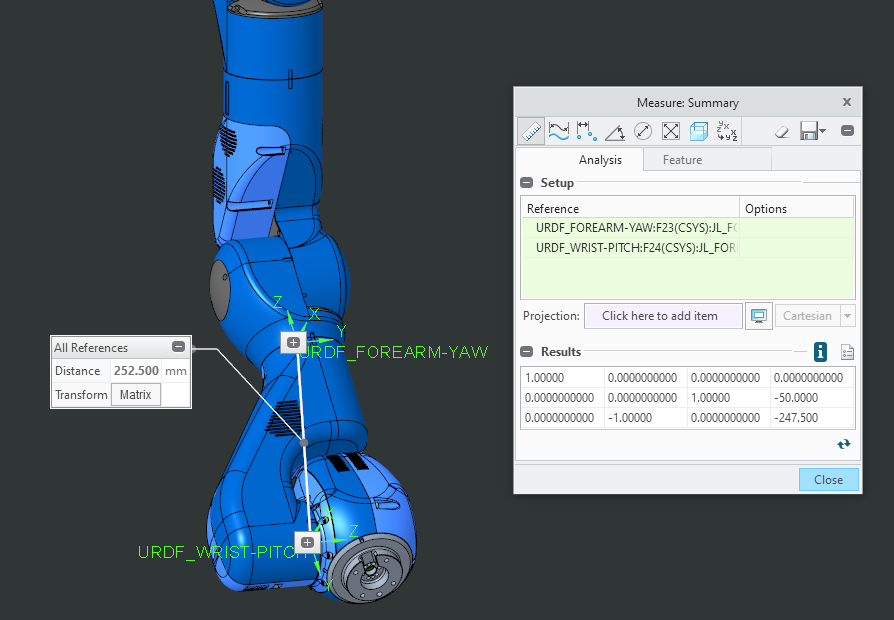 Measure: Summary
Analysis
Feature
Setup
Reference Options
URDF_FOREARM-YAW:F23(CSYS):JL_FO
URDF_WRIST-PITCH:F24(CSYS):JL_FOR
Projection: Click here to add item Cartesian
Results
1.00000 0.0000000000 0.0000000000 0.0000000000
0.0000000000 0.0000000000 1.00000 -50.0000
0.0000000000 -1.00000 0.0000000000 -247.500
Close
Z
X
Y
URDF_FOREARM-YAW
All References
Distance 252.500 mm
Transform Matrix
Z
URDF_WRIST-PITCH